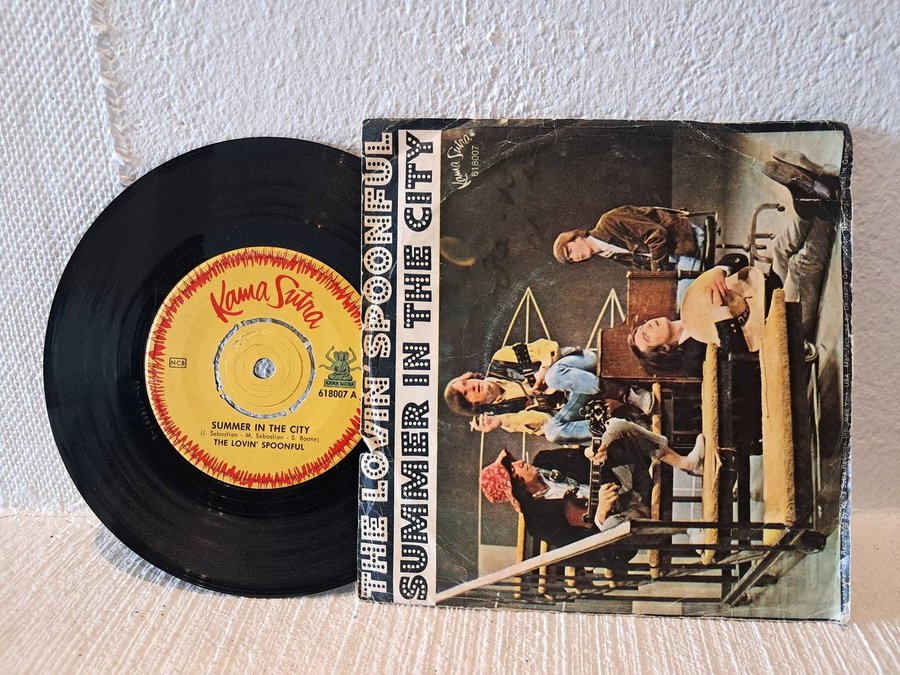 Kama Sutra
NCB
KAMA SUTRA
618007 A
SUMMER IN THE CITY
(J. Sebastian - M. Sebastian - S. Boone)
THE LOVIN' SPOONFUL
THE LOVIN' SPOONFUL
SUMMER IN THE CITY
Kama Sutra
618007